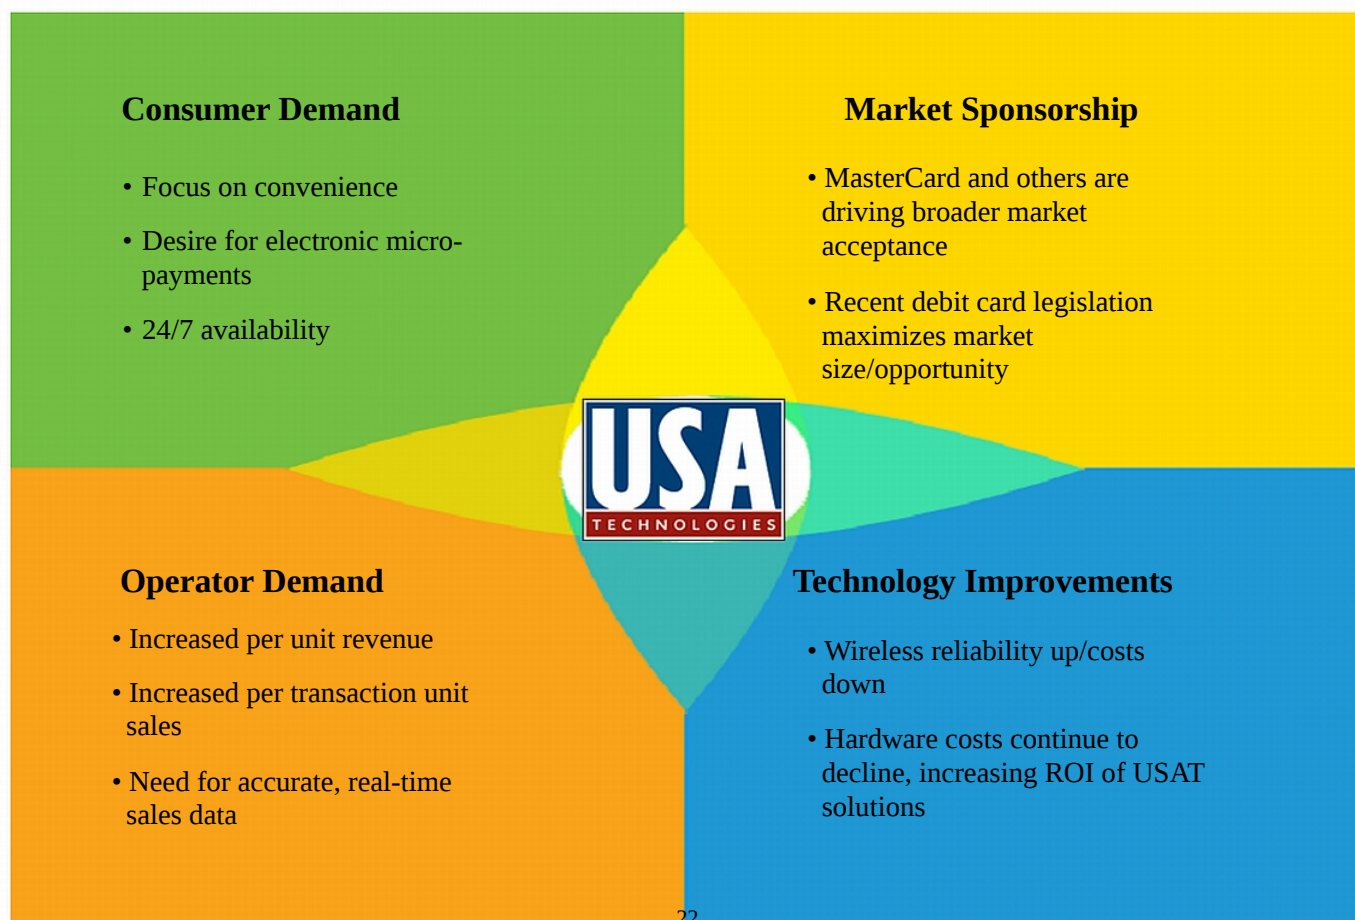 Consumer Demand
• Focus on convenience
• Desire for electronic micro-
payments
• 24/7 availability
Market Sponsorship
• MasterCard and others are
driving broader market
acceptance
• Recent debit card legislation
maximizes market
size/opportunity
USA
TECHNOLOGIES
Operator Demand
• Increased per unit revenue
• Increased per transaction unit
sales
• Need for accurate, real-time
sales data
Technology Improvements
• Wireless reliability up/costs
down
• Hardware costs continue to
decline, increasing ROI of USAT
solutions
22